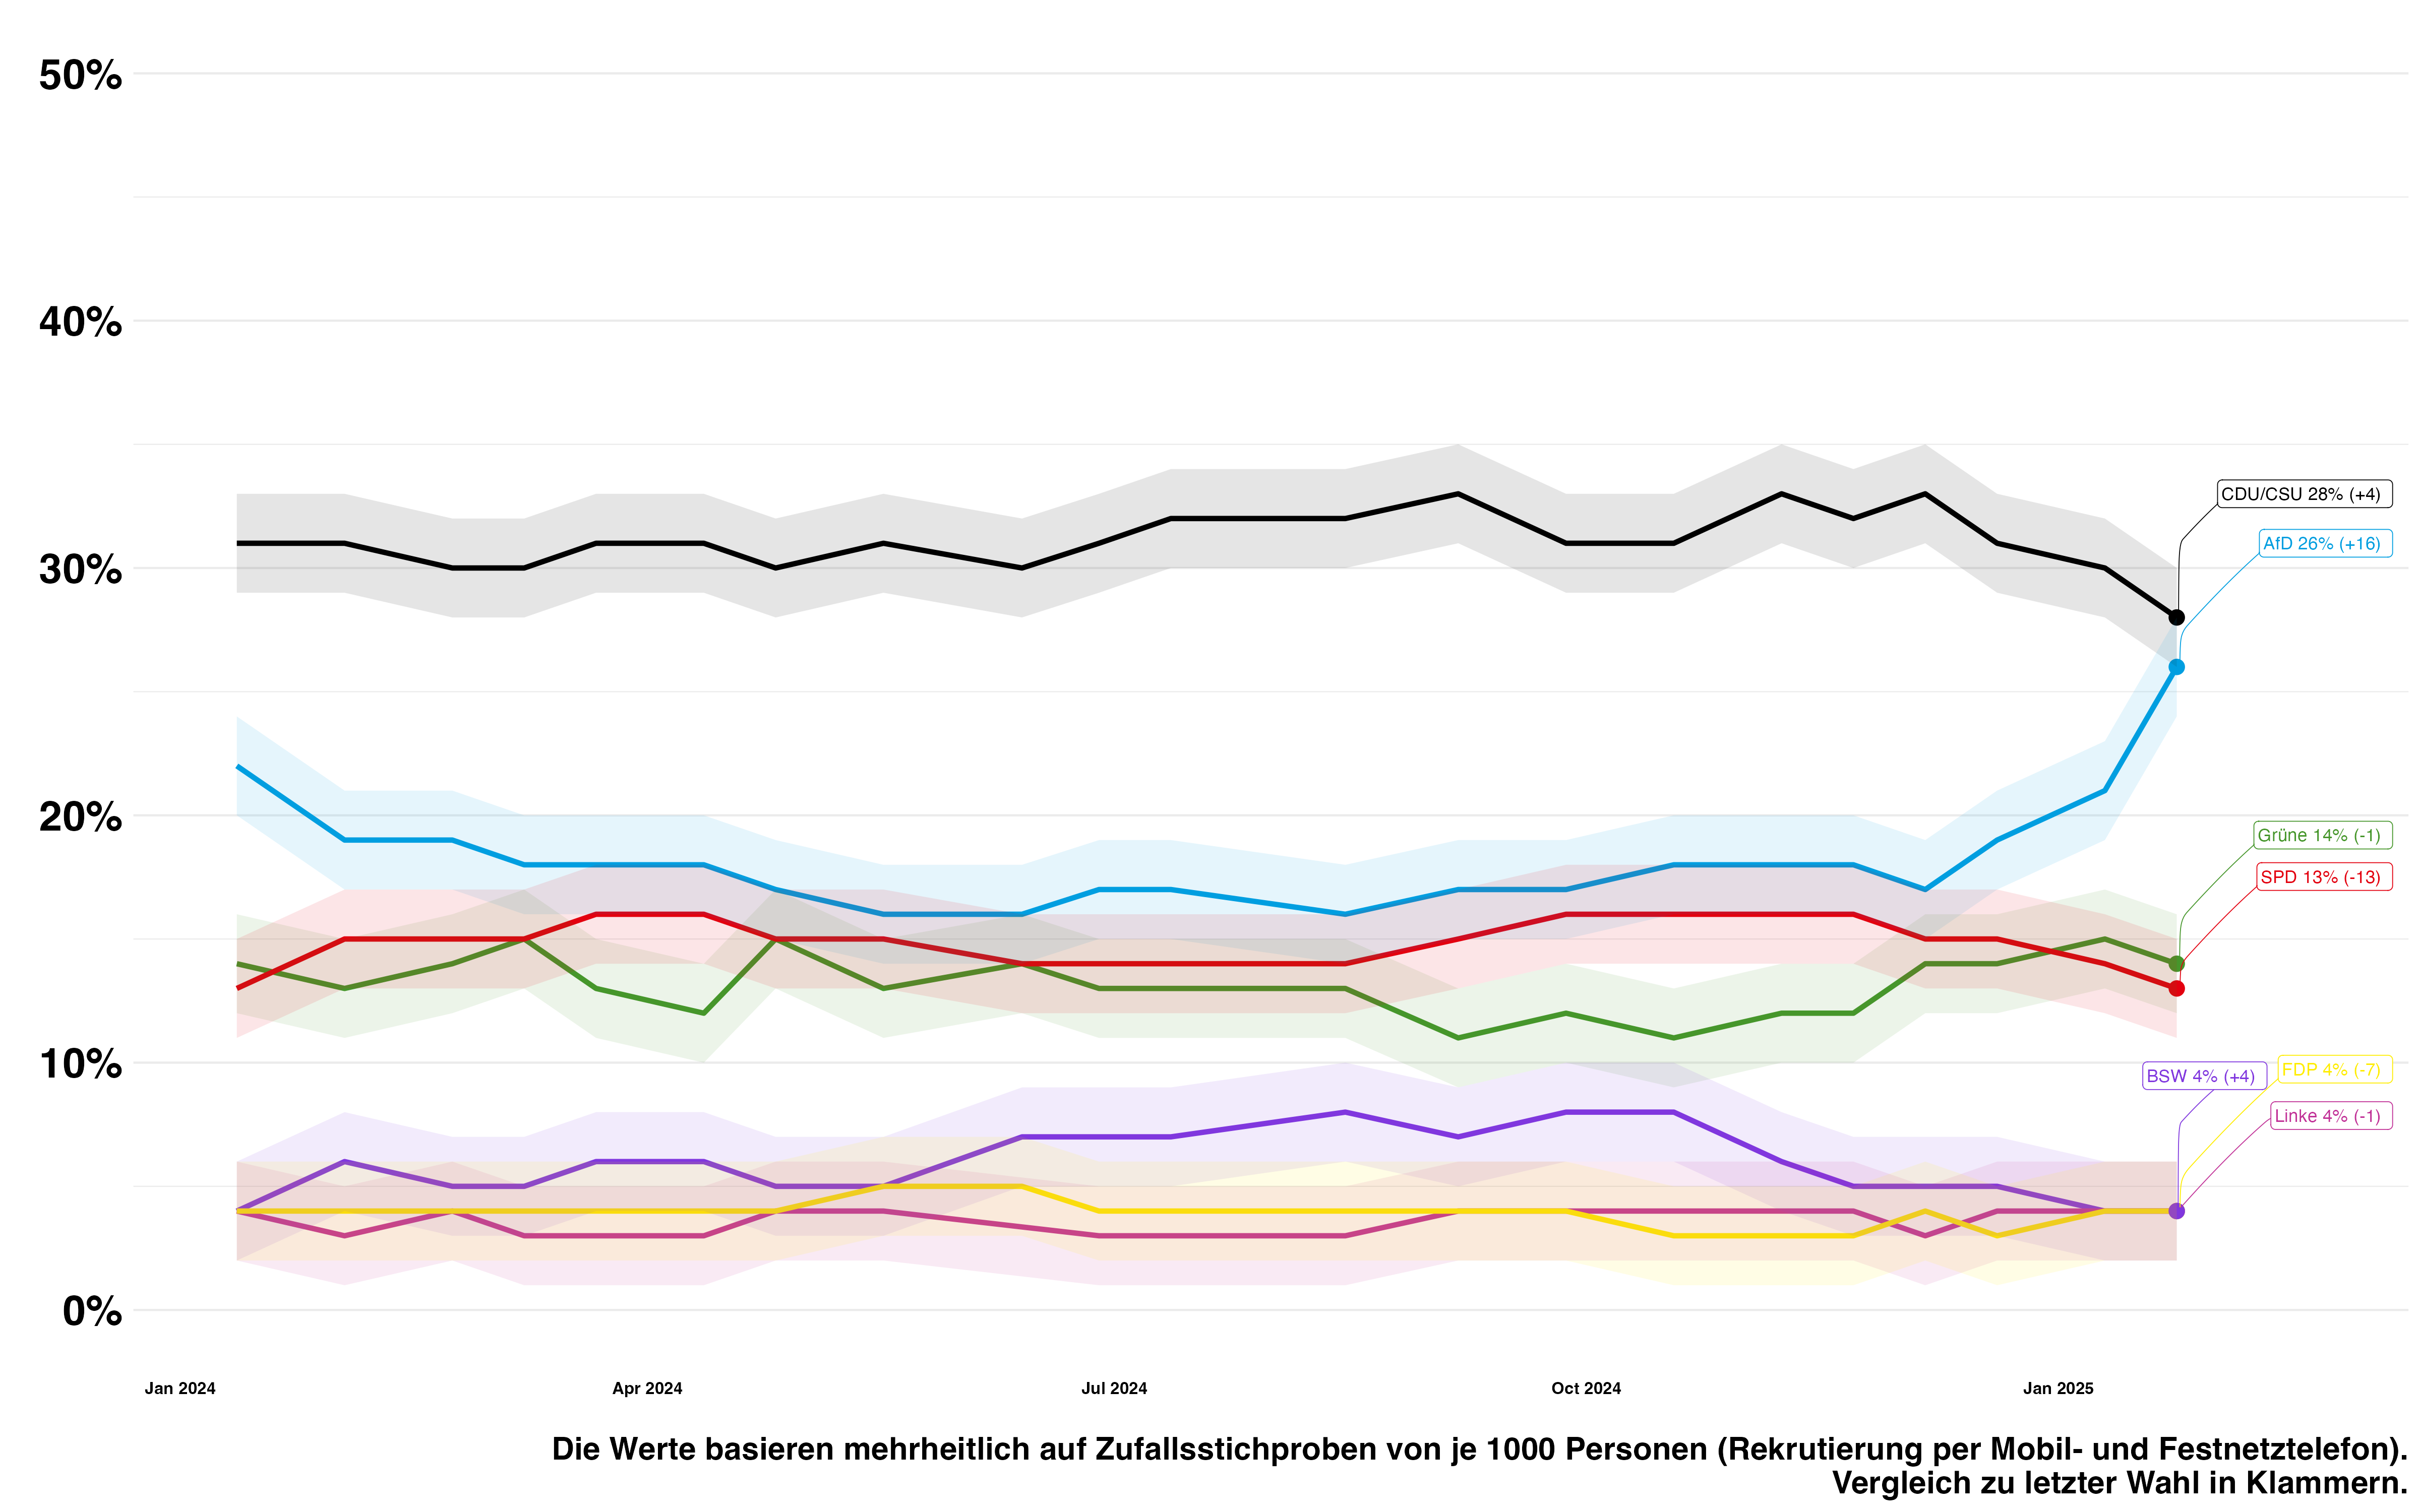 50%
40%
30%
20%
10%
0%
CDU/CSU 28% (+4)
AfD 26% (+16)
Grüne 14% (-1)
SPD 13% (-13)
BSW 4% (+4)
FDP 4% (-7)
Linke 4% (-1)
Jan 2024
Apr 2024
Jul 2024
Oct 2024
Jan 2025
Die Werte basieren mehrheitlich auf Zufallsstichproben von je 1000 Personen (Rekrutierung per Mobil- und Festnetztelefon).
Vergleich zu letzter Wahl in Klammern.